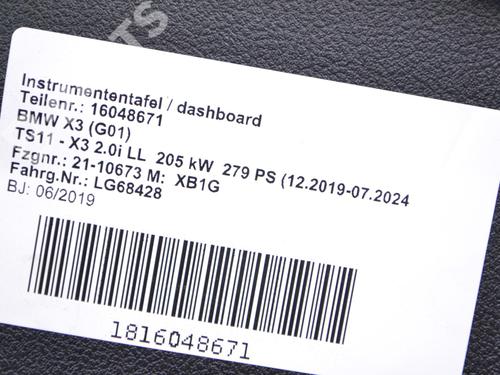 Instrumententafel / dashboard
Teilenr.: 16048671
BMW X3 (G01)
TS11 - X3 2.0i LL 205 kW 279 PS (12.2019-07.2024
Fzgnr.: 21-10673 M: XB1G
Fahrg.Nr.: LG68428
BJ: 06/2019
1816048671